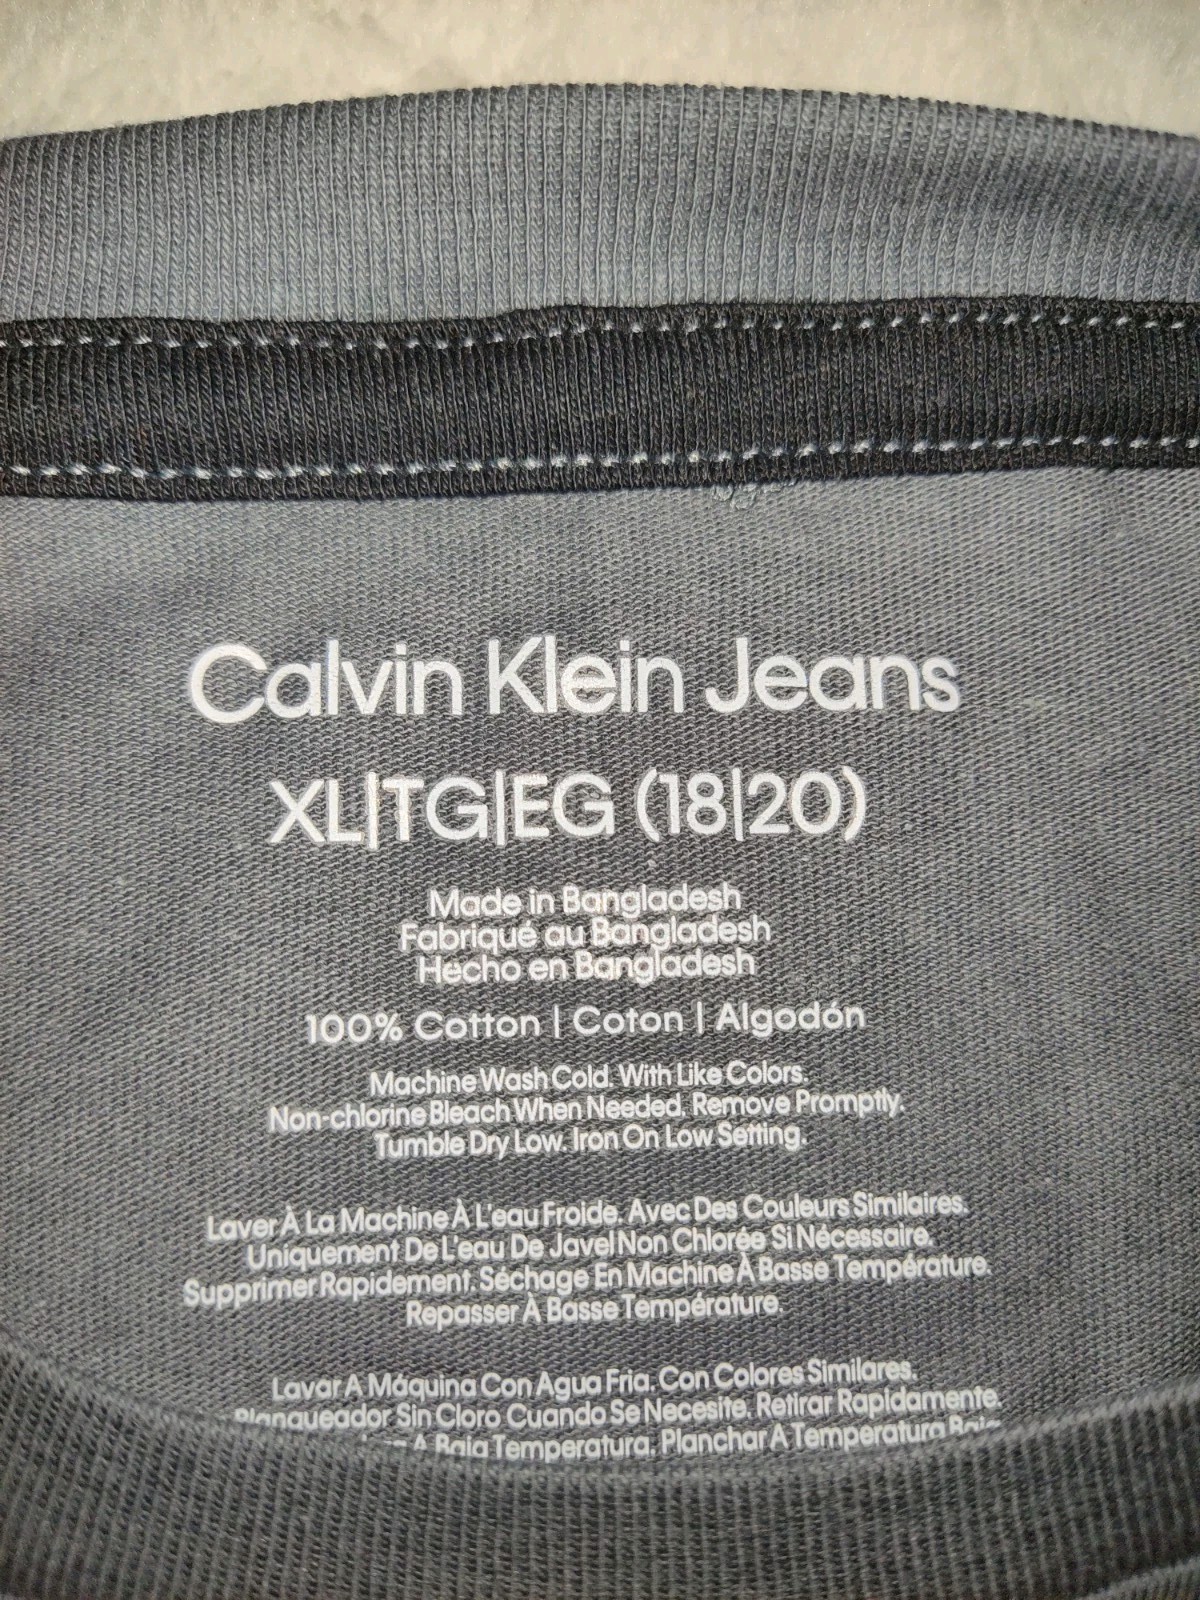 Calvin Klein Jeans
XL|TG|EG (18|20)
Made in Bangladesh
Fabriqué au Bangladesh
Hecho en Bangladesh
100% Cotton | Coton | Algodón
Machine Wash Cold. With Like Colors.
Non-chlorine Bleach When Needed. Remove Promptly.
Tumble Dry Low. Iron On Low Setting.
Laver À La Machine À L'eau Froide. Avec Des Couleurs Similaires.
Uniquement De L'eau De Javel Non Chlorée Si Nécessaire.
Supprimer Rapidement. Séchage En Machine À Basse Température.
Repasser À Basse Température.
Lavar A Máquina Con Agua Fria. Con Colores Similares.
Blanqueador Sin Cloro Cuando Se Necesite. Retirar Rapidamente.
A Baja Temperatura. Planchar A Temperatura Baja